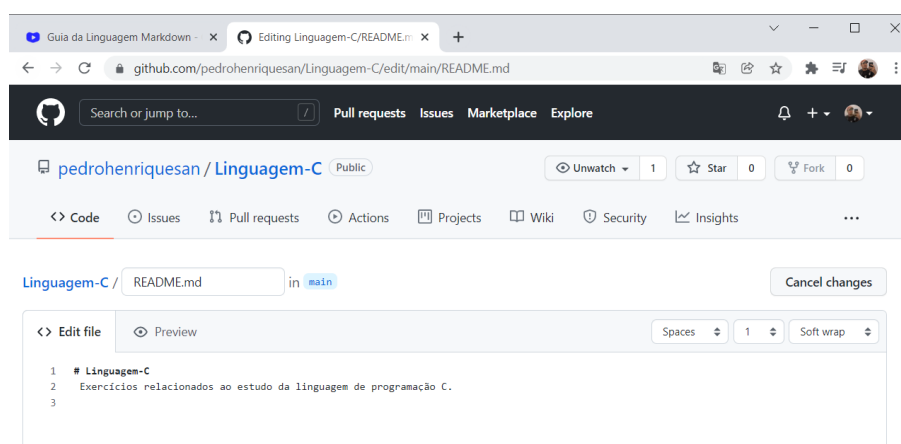 Guia da Linguagem Markdown -
Editing Linguagem-C/README.m
github.com/pedrohenriquesan/Linguagem-C/edit/main/README.md
Search or jump to... / Pull requests Issues Marketplace Explore
pedrohenriquesan / Linguagem-C Public Unwatch 1 Star 0 Fork 0
<> Code Issues Pull requests Actions Projects Wiki Security Insights ...
Linguagem-C / README.md in main Cancel changes
<> Edit file Preview Spaces 1 Soft wrap
1 # Linguagem-C
2 Exercícios relacionados ao estudo da linguagem de programação C.
3